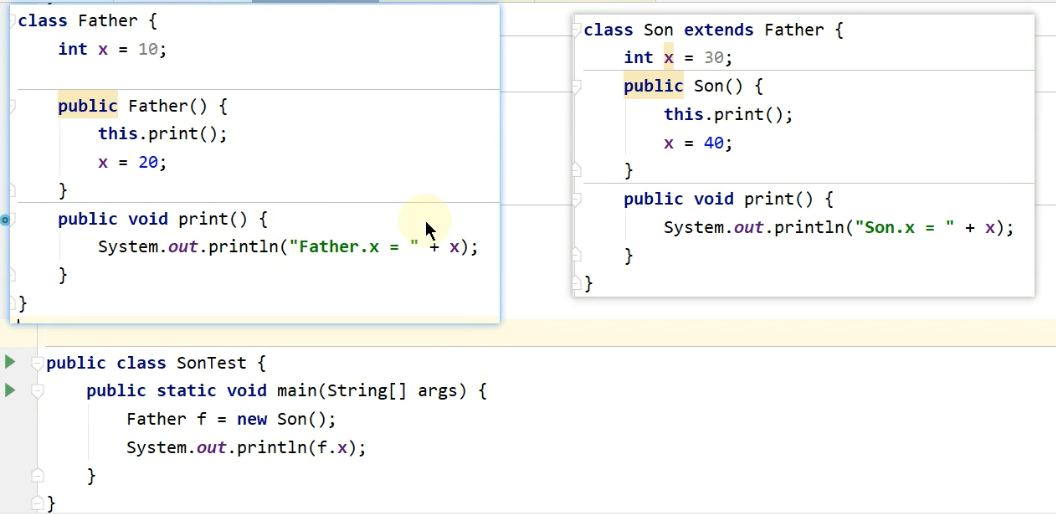 class Father {
int x = 10;
public Father() {
this.print();
x = 20;
}
public void print() {
System.out.println("Father.x = " + x);
}
}
class Son extends Father {
int x = 30;
public Son() {
this.print();
x = 40;
}
public void print() {
System.out.println("Son.x = " + x);
}
}
public class SonTest {
public static void main(String[] args) {
Father f = new Son();
System.out.println(f.x);
}
}